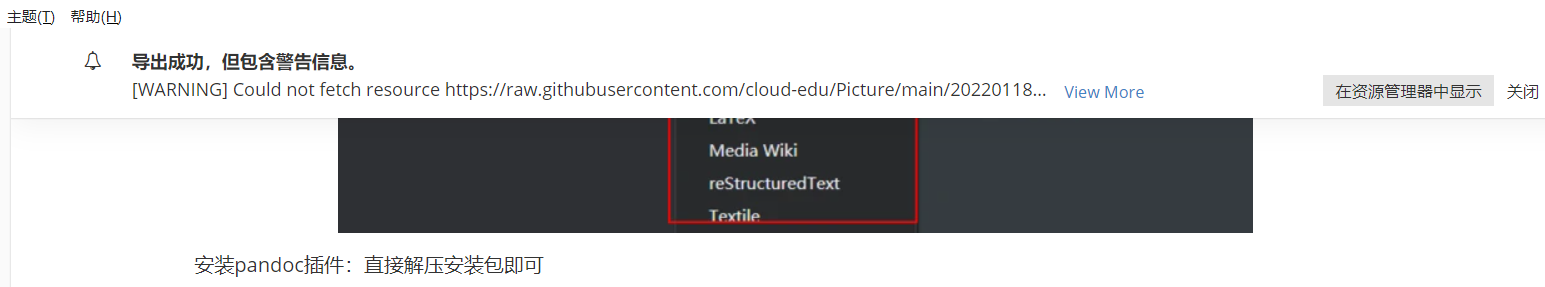 主题(T) 帮助(H)
导出成功，但包含警告信息。
[WARNING] Could not fetch resource https://raw.githubusercontent.com/cloud-edu/Picture/main/20220118... View More 在资源管理器中显示 关闭
LaTeX
Media Wiki
reStructuredText
Textile
安装pandoc插件：直接解压安装包即可